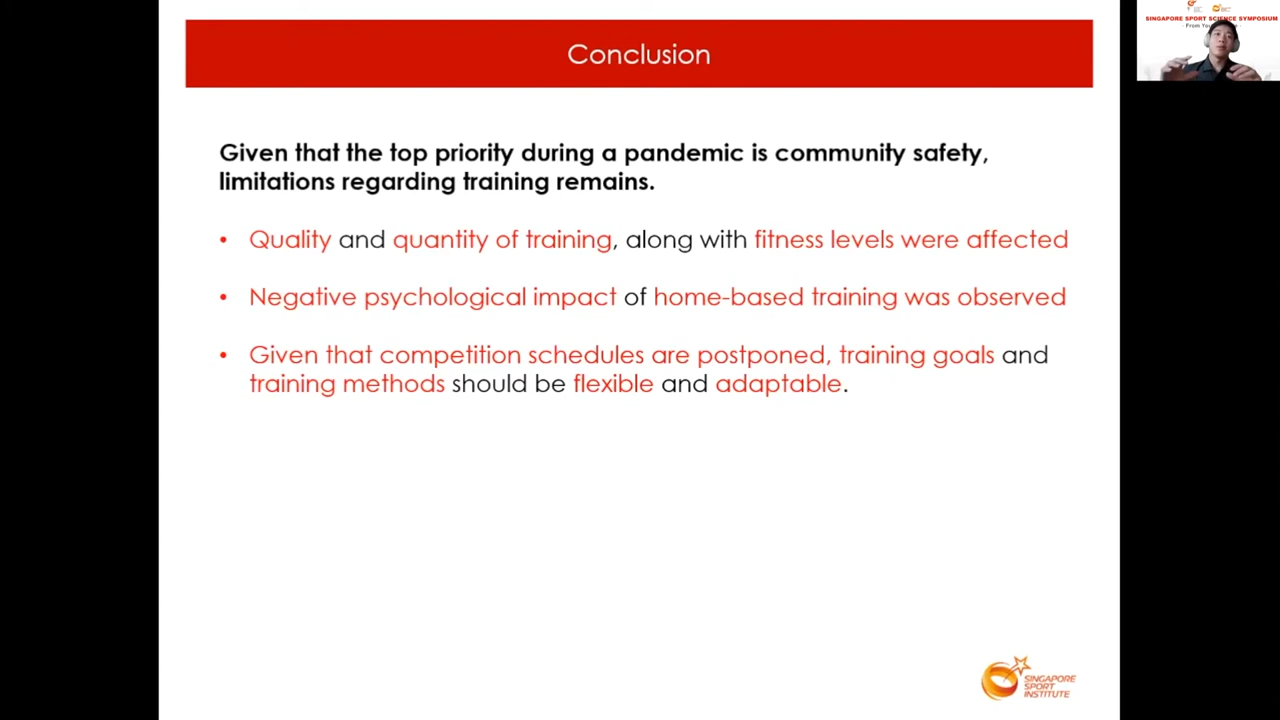 SINGAPORE SPORT SCIENCE SYMPOSIUM
Conclusion
Given that the top priority during a pandemic is community safety,
limitations regarding training remains.
• Quality and quantity of training, along with fitness levels were affected
• Negative psychological impact of home-based training was observed
• Given that competition schedules are postponed, training goals and
training methods should be flexible and adaptable.
SINGAPORE
SPORT
INSTITUTE